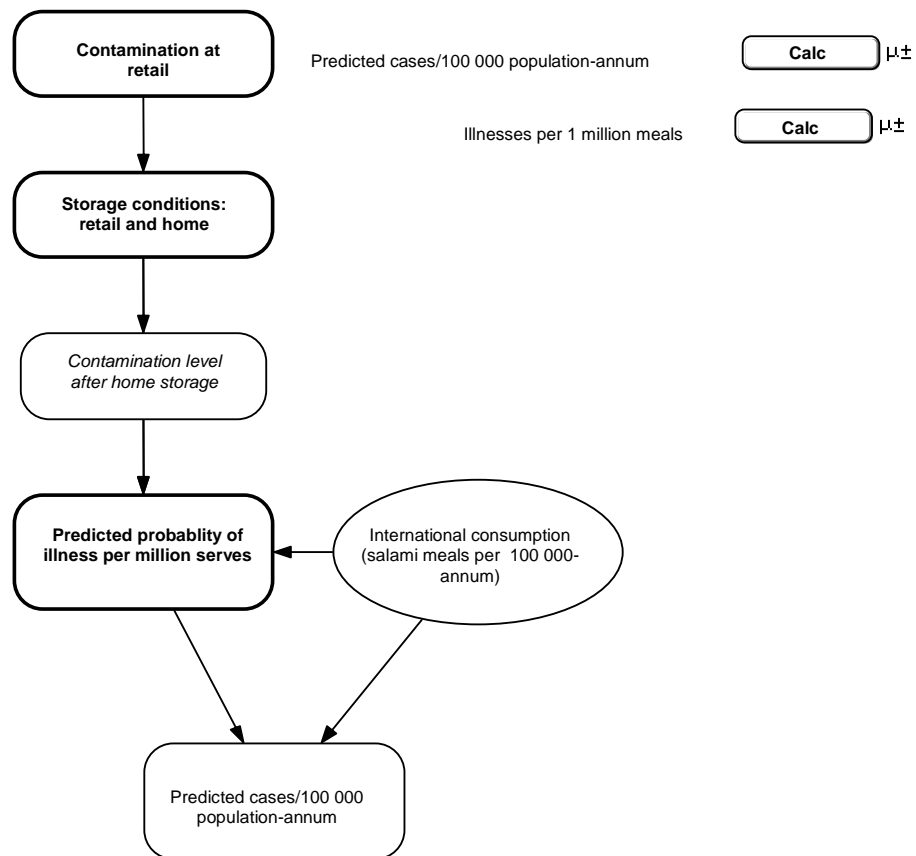 Contamination at
retail
Predicted cases/100 000 population-annum
Calc
μ±
Illnesses per 1 million meals
Calc
μ±
Storage conditions:
retail and home
Contamination level
after home storage
Predicted probablity of
illness per million serves
International consumption
(salami meals per 100 000-
annum)
Predicted cases/100 000
population-annum